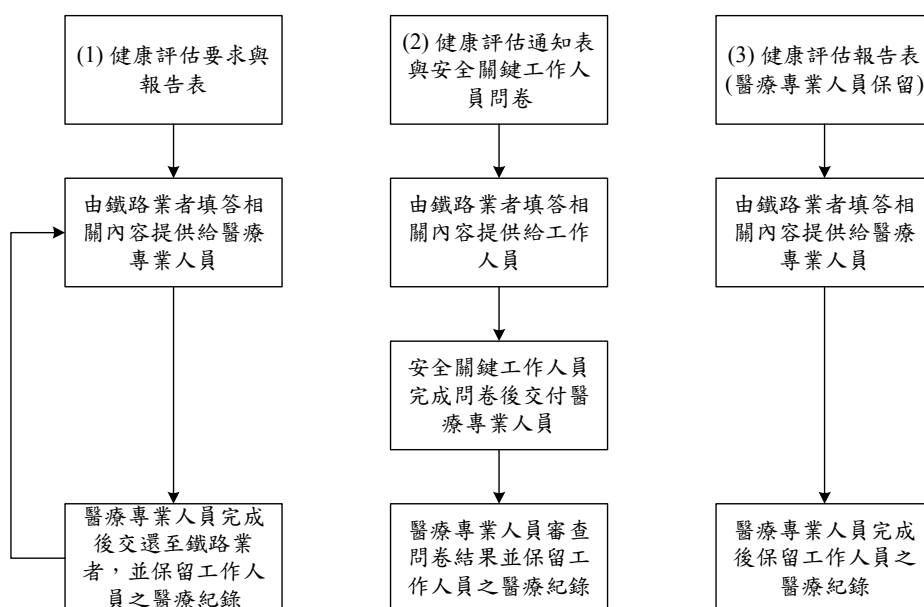 (1) 健康評估要求與
報告表
(2) 健康評估通知表
與安全關鍵工作人
員問卷
(3) 健康評估報告表
(醫療專業人員保留)
由鐵路業者填答相
關內容提供給醫療
專業人員
由鐵路業者填答相
關內容提供給工作
人員
由鐵路業者填答相
關內容提供給醫療
專業人員
安全關鍵工作人員
完成問卷後交付醫
療專業人員
醫療專業人員完成
後交還至鐵路業
者，並保留工作人
員之醫療紀錄
醫療專業人員審查
問卷結果並保留工
作人員之醫療紀錄
醫療專業人員完成
後保留工作人員之
醫療紀錄